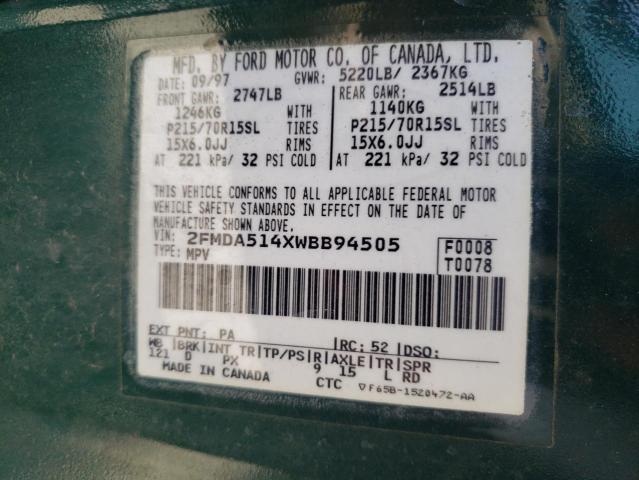 MFD. BY FORD MOTOR CO. OF CANADA, LTD.
DATE: 09/97 GVWR: 5220LB/ 2367KG
FRONT GAWR: 2747LB REAR GAWR: 2514LB
1246KG WITH 1140KG WITH
P215/70R15SL TIRES P215/70R15SL TIRES
15X6.0JJ RIMS 15X6.0JJ RIMS
AT 221 kPa/ 32 PSI COLD AT 221 kPa/ 32 PSI COLD
THIS VEHICLE CONFORMS TO ALL APPLICABLE FEDERAL MOTOR
VEHICLE SAFETY STANDARDS IN EFFECT ON THE DATE OF
MANUFACTURE SHOWN ABOVE.
VIN: 2FMDA514XWBB94505 F0008
TYPE: MPV T0078
EXT PNT: PA RC: 52 DSO:
WB BRK INT TR TP/PS R AXLE TR SPR
121 D PX 9 15 L RD
MADE IN CANADA CTC ▽F65B-1520472-AA